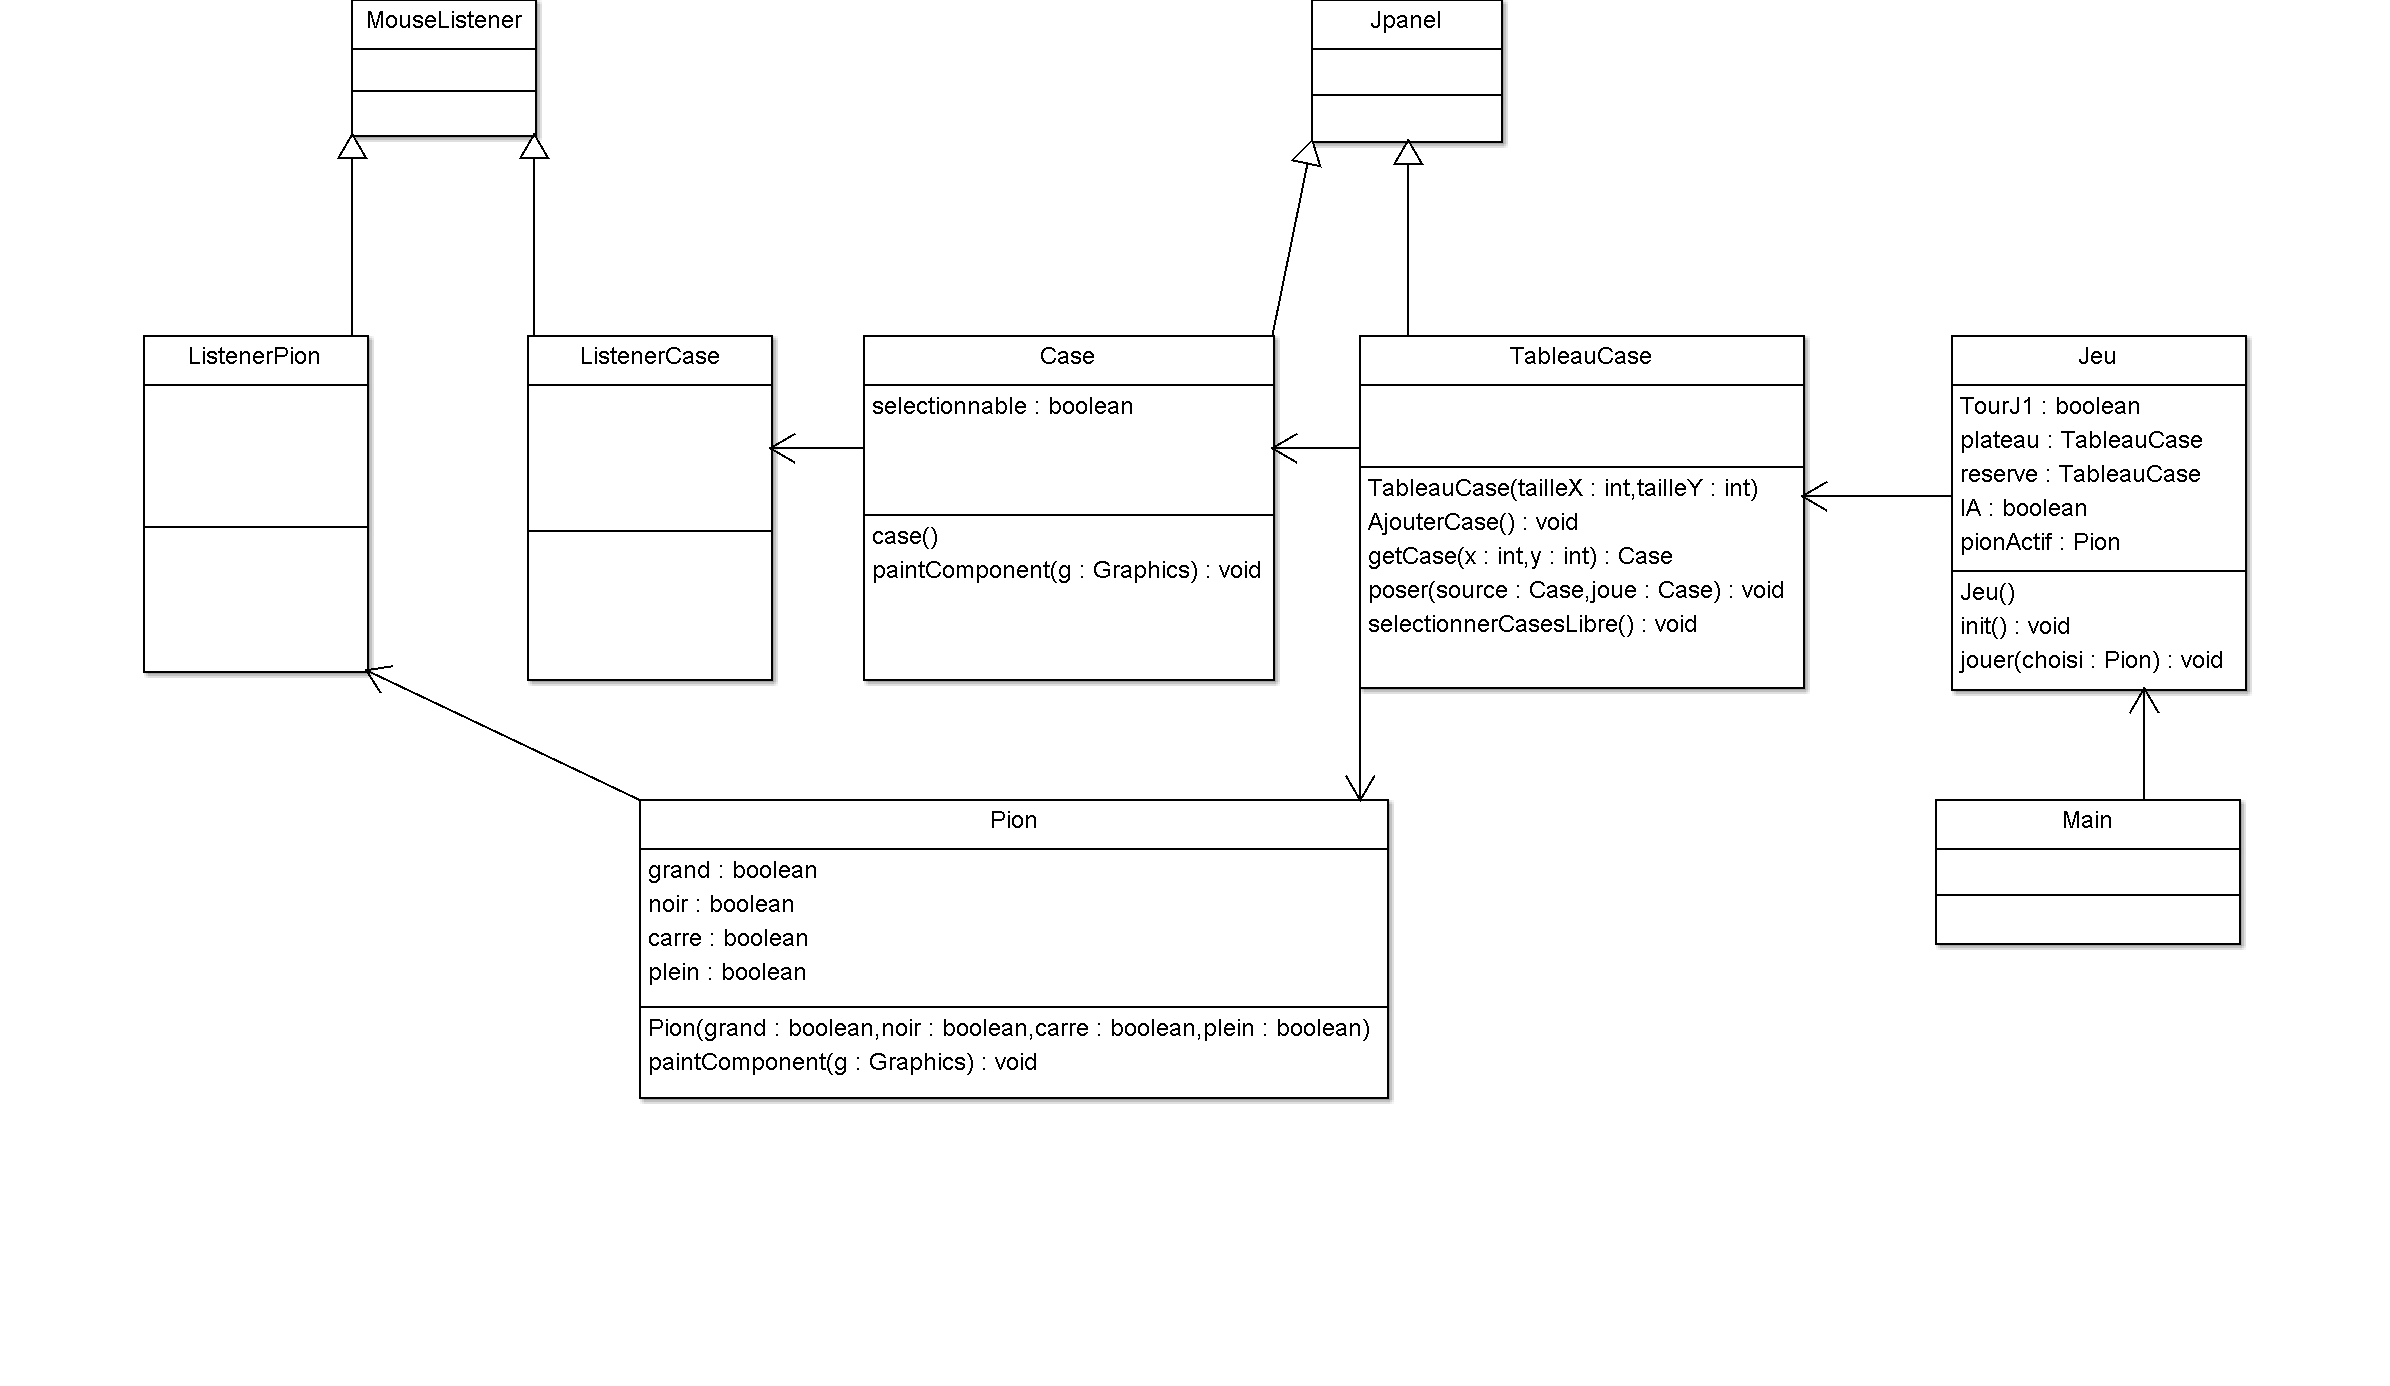 MouseListener
Jpanel
ListenerPion
ListenerCase
Case
selectionnable : boolean
case()
paintComponent(g : Graphics) : void
TableauCase
TableauCase(tailleX : int,tailleY : int)
AjouterCase() : void
getCase(x : int,y : int) : Case
poser(source : Case,joue : Case) : void
selectionnerCasesLibre() : void
Jeu
TourJ1 : boolean
plateau : TableauCase
reserve : TableauCase
IA : boolean
pionActif : Pion
Jeu()
init() : void
jouer(choisi : Pion) : void
Pion
grand : boolean
noir : boolean
carre : boolean
plein : boolean
Pion(grand : boolean,noir : boolean,carre : boolean,plein : boolean)
paintComponent(g : Graphics) : void
Main